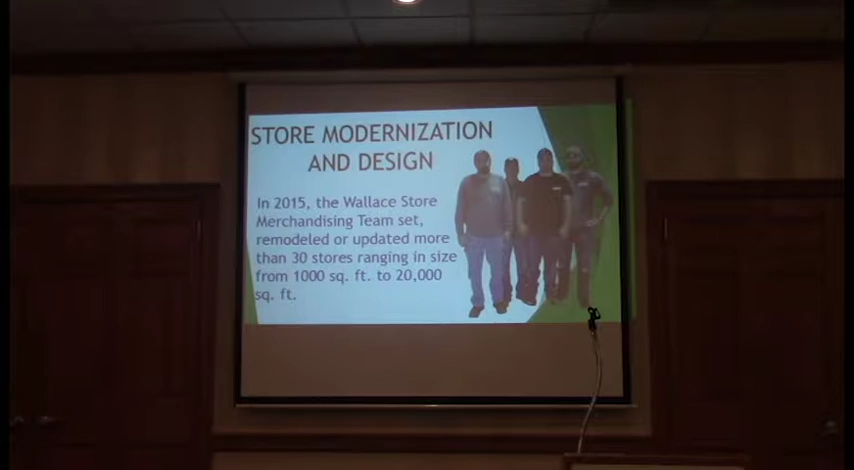 STORE MODERNIZATION
AND DESIGN
In 2015, the Wallace Store
Merchandising Team set,
remodeling or updated more
than 30 stores ranging in size
from 1000 sq. ft. to 20,000
sq. ft.